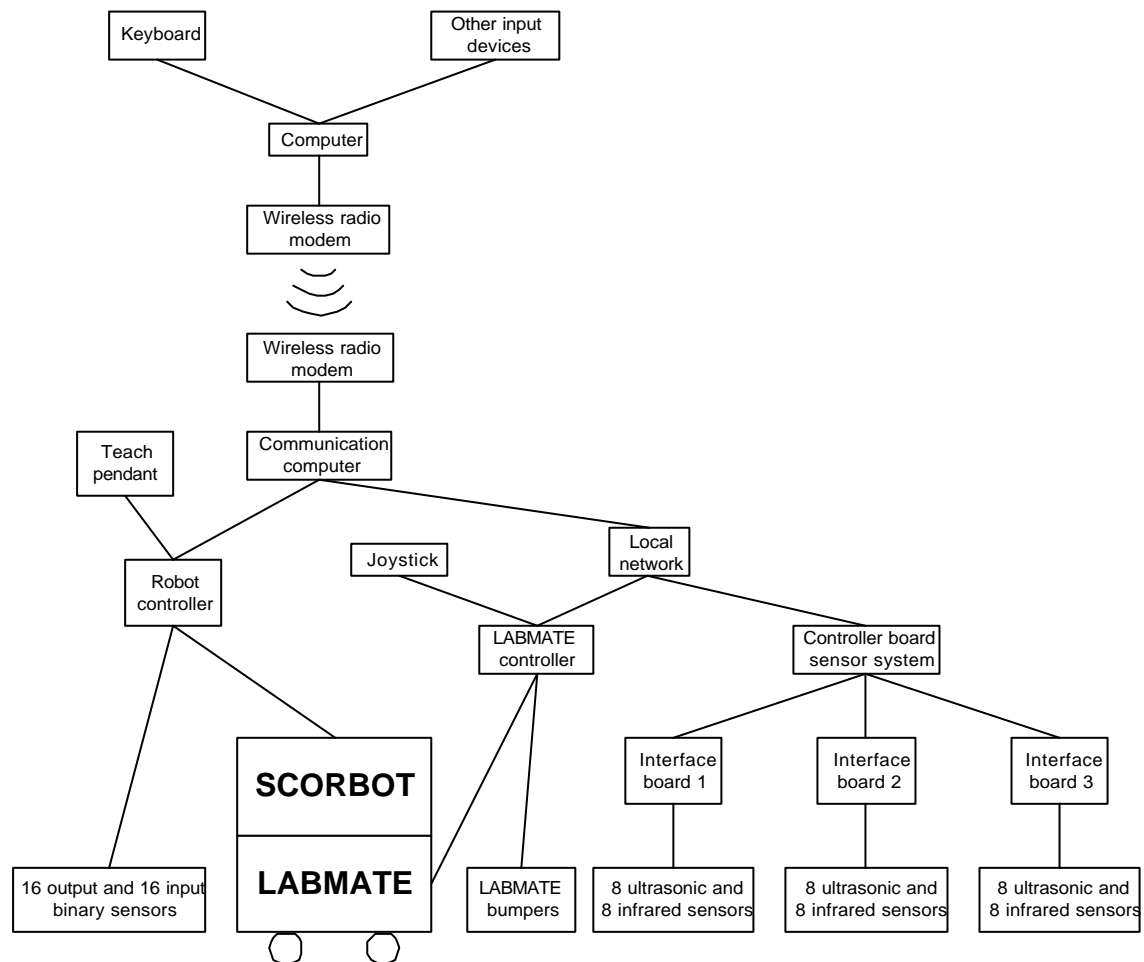 Keyboard
Other input
devices
Computer
Wireless radio
modem
Wireless radio
modem
Teach
pendant
Communication
computer
Joystick
Local
network
Robot
controller
LABMATE
controller
Controller board
sensor system
SCORBOT
LABMATE
Interface
board 1
Interface
board 2
Interface
board 3
16 output and 16 input
binary sensors
LABMATE
bumpers
8 ultrasonic and
8 infrared sensors
8 ultrasonic and
8 infrared sensors
8 ultrasonic and
8 infrared sensors